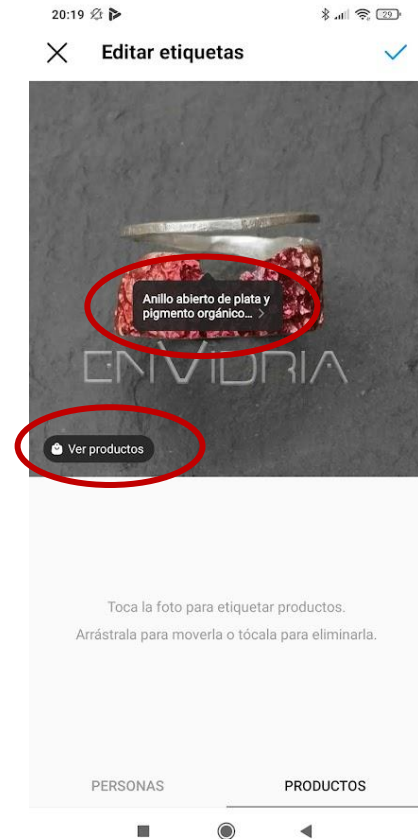 20:19
29
Editar etiquetas
Anillo abierto de plata y
pigmento orgánico...
ENVIDRIA
Ver productos
Toca la foto para etiquetar productos.
Arrástrala para moverla o tócala para eliminarla.
PERSONAS
PRODUCTOS